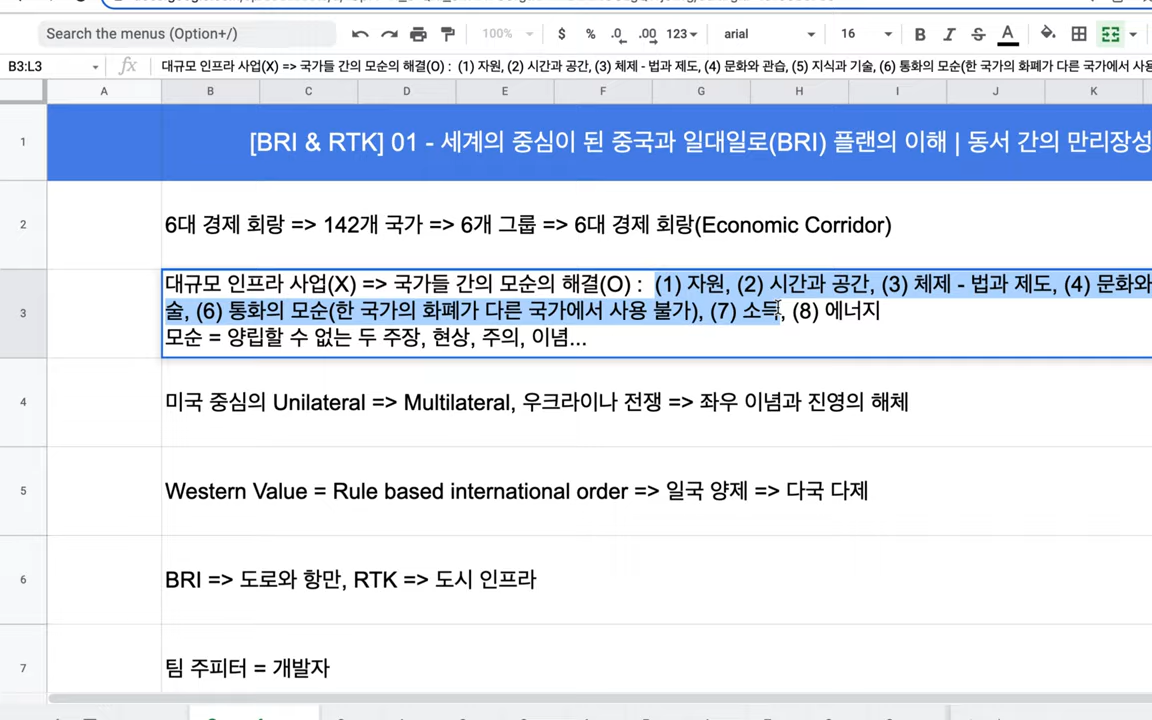 Search the menus (Option+/)
100%
$ % .0 .00 123
arial
16
B I S A
B3:L3
fx
대규모 인프라 사업(X) => 국가들 간의 모순의 해결(O) : (1) 자원, (2) 시간과 공간, (3) 체제 - 법과 제도, (4) 문화와 관습, (5) 지식과 기술, (6) 통화의 모순(한 국가의 화폐가 다른 국가에서 사용
A B C D E F G H I J K
1
[BRI & RTK] 01 - 세계의 중심이 된 중국과 일대일로(BRI) 플랜의 이해 | 동서 간의 만리장성
2
6대 경제 회랑 => 142개 국가 => 6개 그룹 => 6대 경제 회랑(Economic Corridor)
대규모 인프라 사업(X) => 국가들 간의 모순의 해결(O) : (1) 자원, (2) 시간과 공간, (3) 체제 - 법과 제도, (4) 문화와
3
술, (6) 통화의 모순(한 국가의 화폐가 다른 국가에서 사용 불가), (7) 소득, (8) 에너지
모순 = 양립할 수 없는 두 주장, 현상, 주의, 이념...
4
미국 중심의 Unilateral => Multilateral, 우크라이나 전쟁 => 좌우 이념과 진영의 해체
5
Western Value = Rule based international order => 일국 양제 => 다국 다제
6
BRI => 도로와 항만, RTK => 도시 인프라
7
팀 주피터 = 개발자